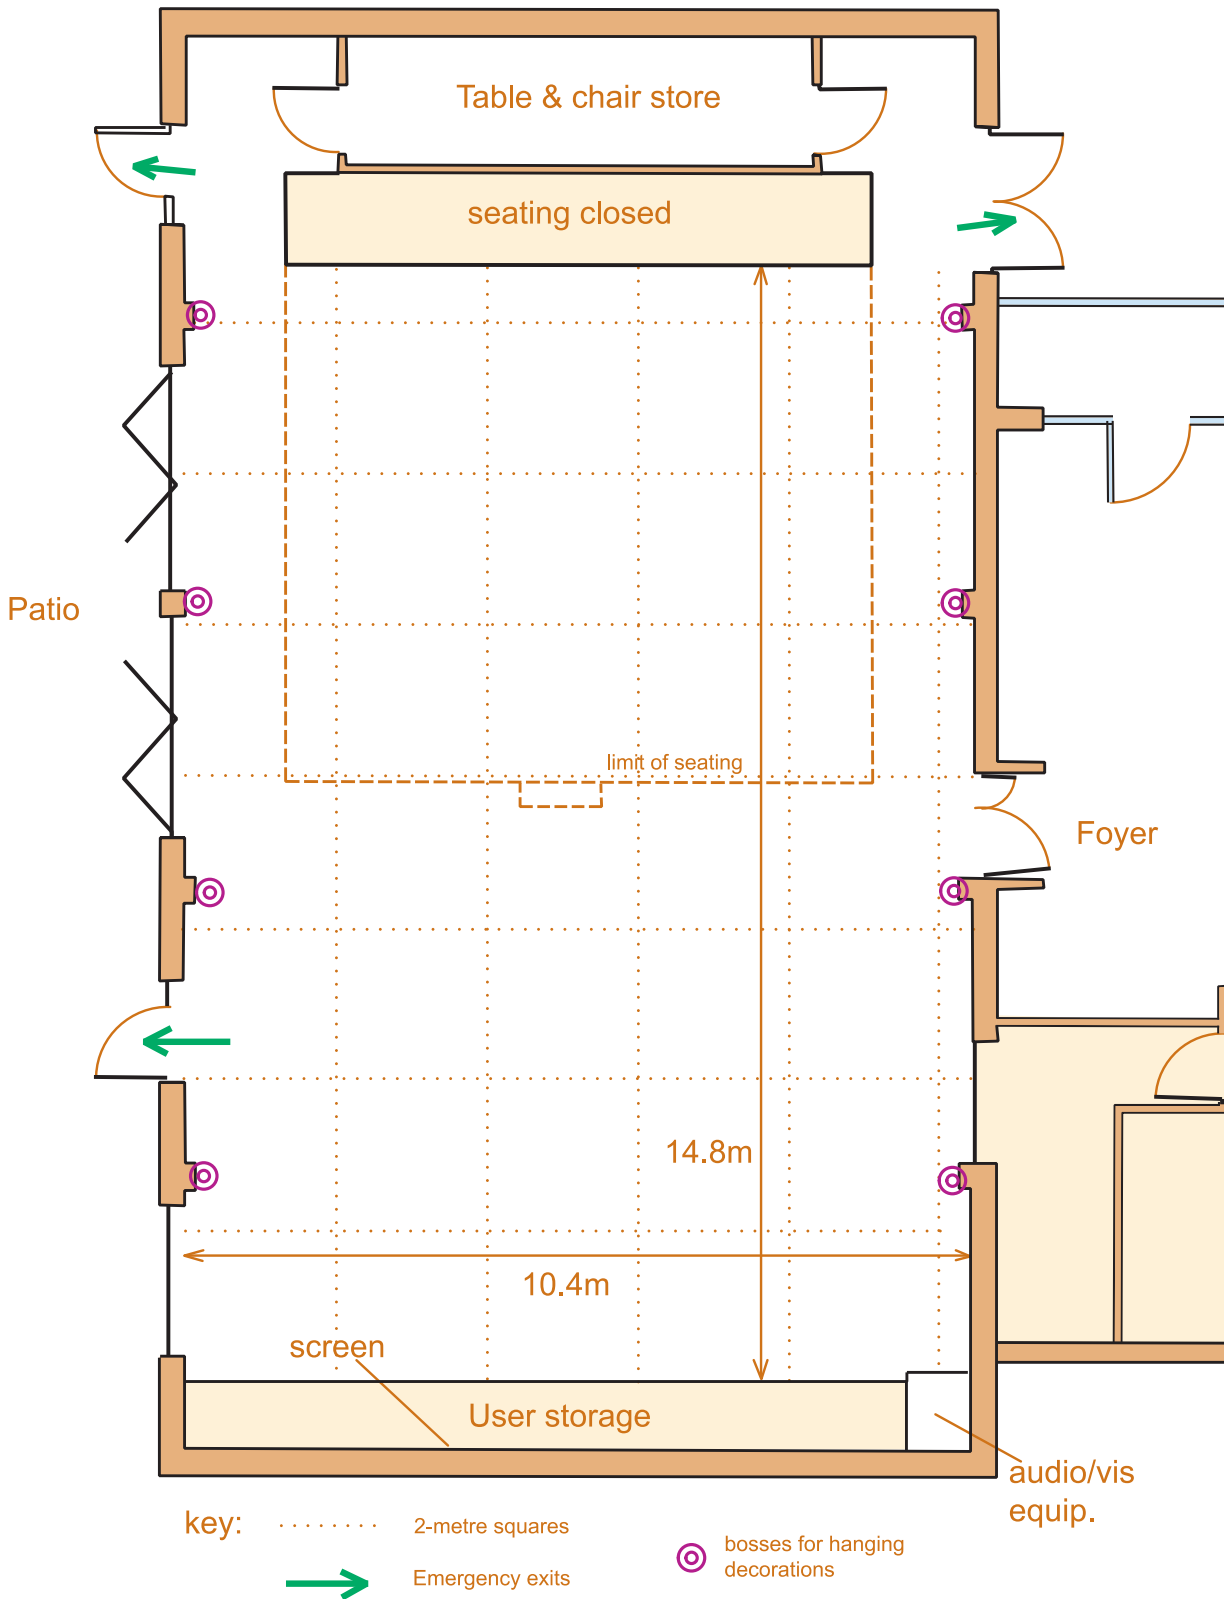 Table & chair store
seating closed
Patio
limit of seating
Foyer
14.8m
10.4m
screen
User storage
audio/vis
equip.
key:
2-metre squares
bosses for hanging
decorations
Emergency exits